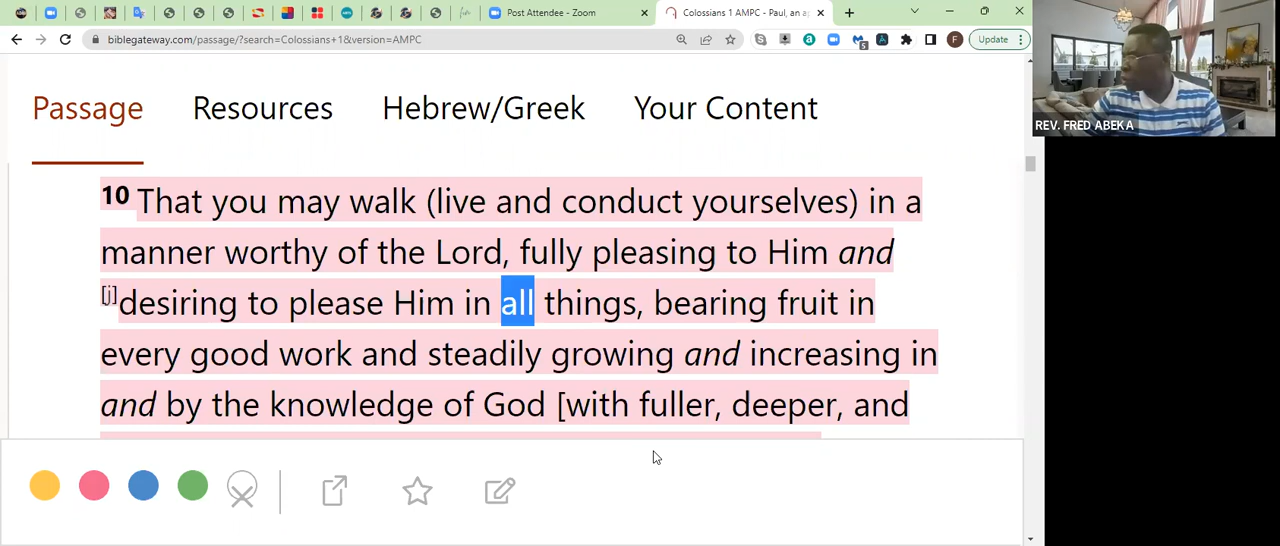 Post Attendee - Zoom
Colossians 1 AMPC - Paul, an a
biblegateway.com/passage/?search=Colossians+1&version=AMPC
5
F
Update
REV. FRED ABEKA
Passage Resources Hebrew/Greek Your Content
10 That you may walk (live and conduct yourselves) in a
manner worthy of the Lord, fully pleasing to Him and
[j]desiring to please Him in all things, bearing fruit in
every good work and steadily growing and increasing in
and by the knowledge of God [with fuller, deeper, and